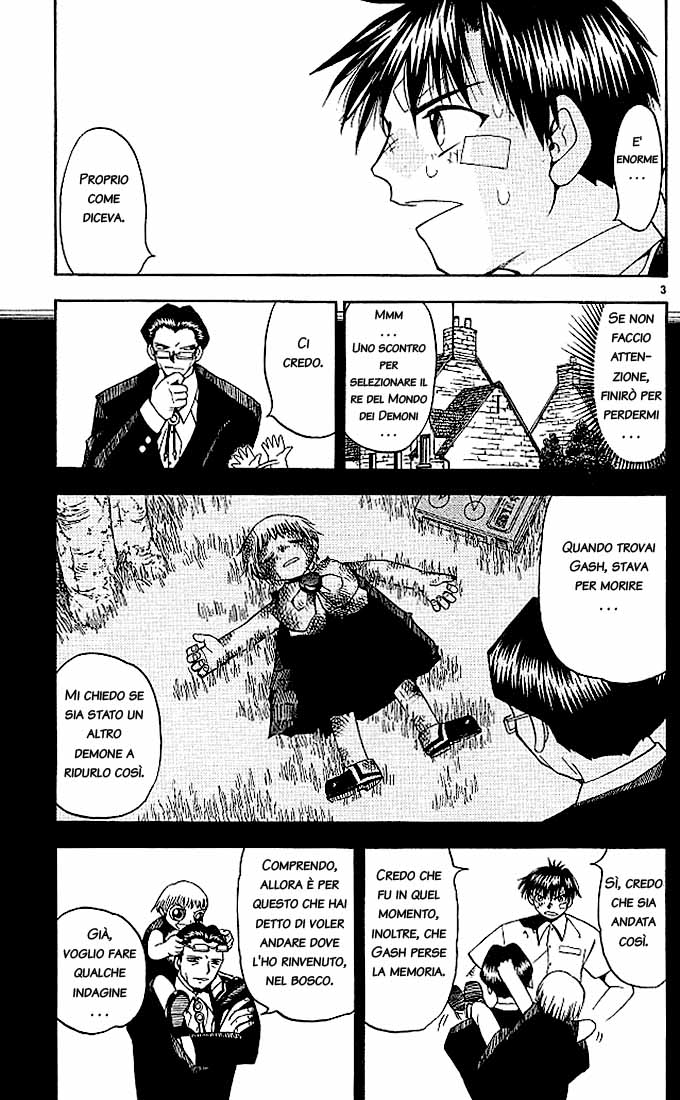 E'
ENORME
...
PROPRIO
COME
DICEVA.
3
SE NON
FACCIO
ATTEN-
ZIONE,
FINIRÒ PER
PERDERMI
...
MMM
...
UNO SCONTRO
PER
SELEZIONARE IL
RE DEL MONDO
DEI DEMONI
...
CI
CREDO.
QUANDO TROVAI
GASH, STAVA
PER MORIRE
...
MI CHIEDO SE
SIA STATO UN
ALTRO
DEMONE A
RIDURLO COSÌ.
SÌ, CREDO
CHE SIA
ANDATA
COSÌ.
CREDO CHE
FU IN QUEL
MOMENTO,
INOLTRE, CHE
GASH PERSE
LA MEMORIA.
COMPRENDO,
ALLORA È PER
QUESTO CHE HAI
DETTO DI VOLER
ANDARE DOVE
L'HO RINVENUTO,
NEL BOSCO.
GIÀ,
VOGLIO FARE
QUALCHE
INDAGINE
...